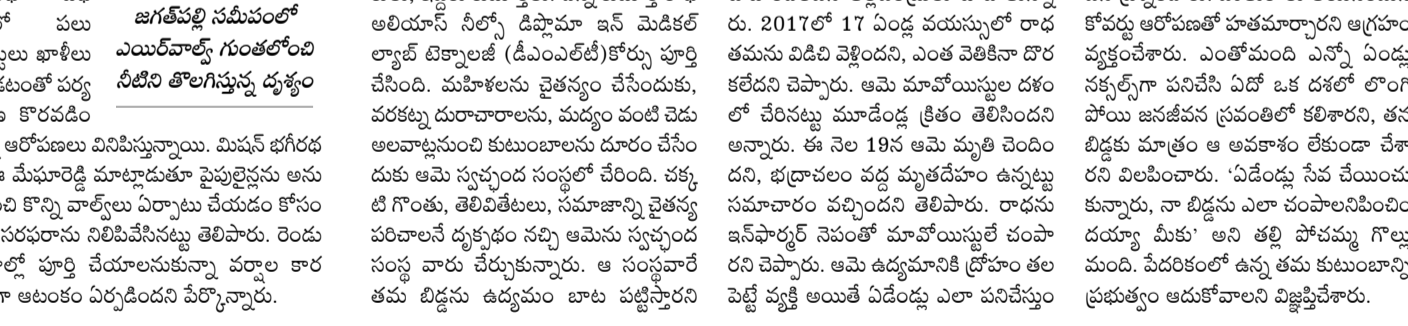 లో పలు
ఖాళీలు
డటంతో పర్య
కొరవడిం
ఆరోపణలు వినిపిస్తున్నాయి. మిషన్ భగీరథ
మేఘారెడ్డి మాట్లాడుతూ పైపులైన్లను అను
చి కొన్ని వాల్వ్‌లు ఏర్పాటు చేయడం కోసం
సరఫరాను నిలిపివేసినట్టు తెలిపారు. రెండు
ల్లో పూర్తి చేయాలనుకున్నా వర్షాల కార
గా ఆటంకం ఏర్పడిందని పేర్కొన్నారు.
జగత్‌పల్లి సమీపంలో
ఎయిర్‌వాల్వ్ గుంతలోంచి
నీటిని తొలగిస్తున్న దృశ్యం
అలియాస్ నీల్సో డిప్లొమా ఇన్ మెడికల్
ల్యాబ్ టెక్నాలజీ (డీఎంఎల్‌టీ)కోర్సు పూర్తి
చేసింది. మహిళలను చైతన్యం చేసేందుకు,
వరకట్న దురాచారాలను, మద్యం వంటి చెడు
అలవాట్లనుంచి కుటుంబాలను దూరం చేసేం
దుకు ఆమె స్వచ్ఛంద సంస్థలో చేరింది. చక్క
టి గొంతు, తెలివితేటలు, సమాజాన్ని చైతన్య
పరిచాలనే దృక్పథం నచ్చి ఆమెను స్వచ్ఛంద
సంస్థ వారు చేర్చుకున్నారు. ఆ సంస్థవారే
తమ బిడ్డను ఉద్యమం బాట పట్టిస్తారని
రు. 2017లో 17 ఏండ్ల వయస్సులో రాధ
తమను విడిచి వెళ్లిందని, ఎంత వెతికినా దొర
కలేదని చెప్పారు. ఆమె మావోయిస్టుల దళం
లో చేరినట్టు మూడేండ్ల క్రితం తెలిసిందని
అన్నారు. ఈ నెల 19న ఆమె మృతి చెందిం
దని, భద్రాచలం వద్ద మృతదేహం ఉన్నట్టు
సమాచారం వచ్చిందని తెలిపారు. రాధను
ఇన్‌ఫార్మర్ నెపంతో మావోయిస్టులే చంపా
రని చెప్పారు. ఆమె ఉద్యమానికి ద్రోహం తల
పెట్టే వ్యక్తి అయితే ఏడేండ్లు ఎలా పనిచేస్తుం
కోవర్టు ఆరోపణతో హతమార్చారని ఆగ్రహం
వ్యక్తంచేశారు. ఎంతోమంది ఎన్నో ఏండ్లు
నక్సల్స్‌గా పనిచేసి ఏదో ఒక దశలో లొంగి
పోయి జనజీవన స్రవంతిలో కలిశారని, తన
బిడ్డకు మాత్రం ఆ అవకాశం లేకుండా చేశా
రని విలపించారు. ‘ఏడేండ్లు సేవ చేయించు
కున్నారు, నా బిడ్డను ఎలా చంపాలనిపించిం
దయ్యా మీకు’ అని తల్లి పోచమ్మ గొల్లు
మంది. పేదరికంలో ఉన్న తమ కుటుంబాన్ని
ప్రభుత్వం ఆదుకోవాలని విజ్ఞప్తిచేశారు.